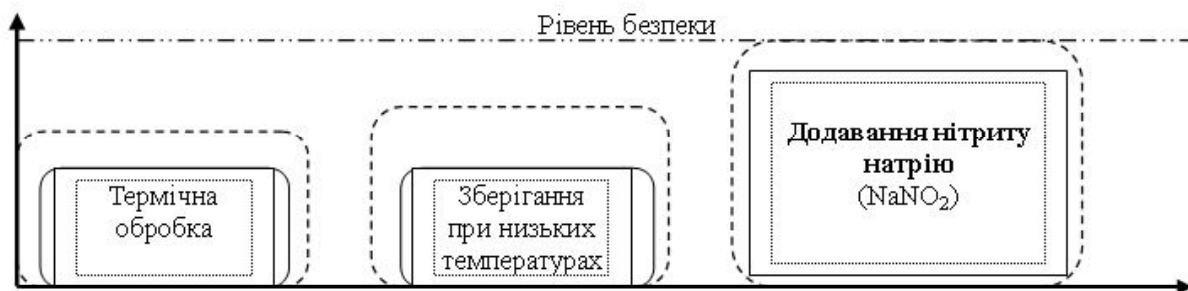 Рівень безпеки
Термічна
обробка
Зберігання
при низьких
температурах
Додавання нітриту
натрію
(NaNO₂)